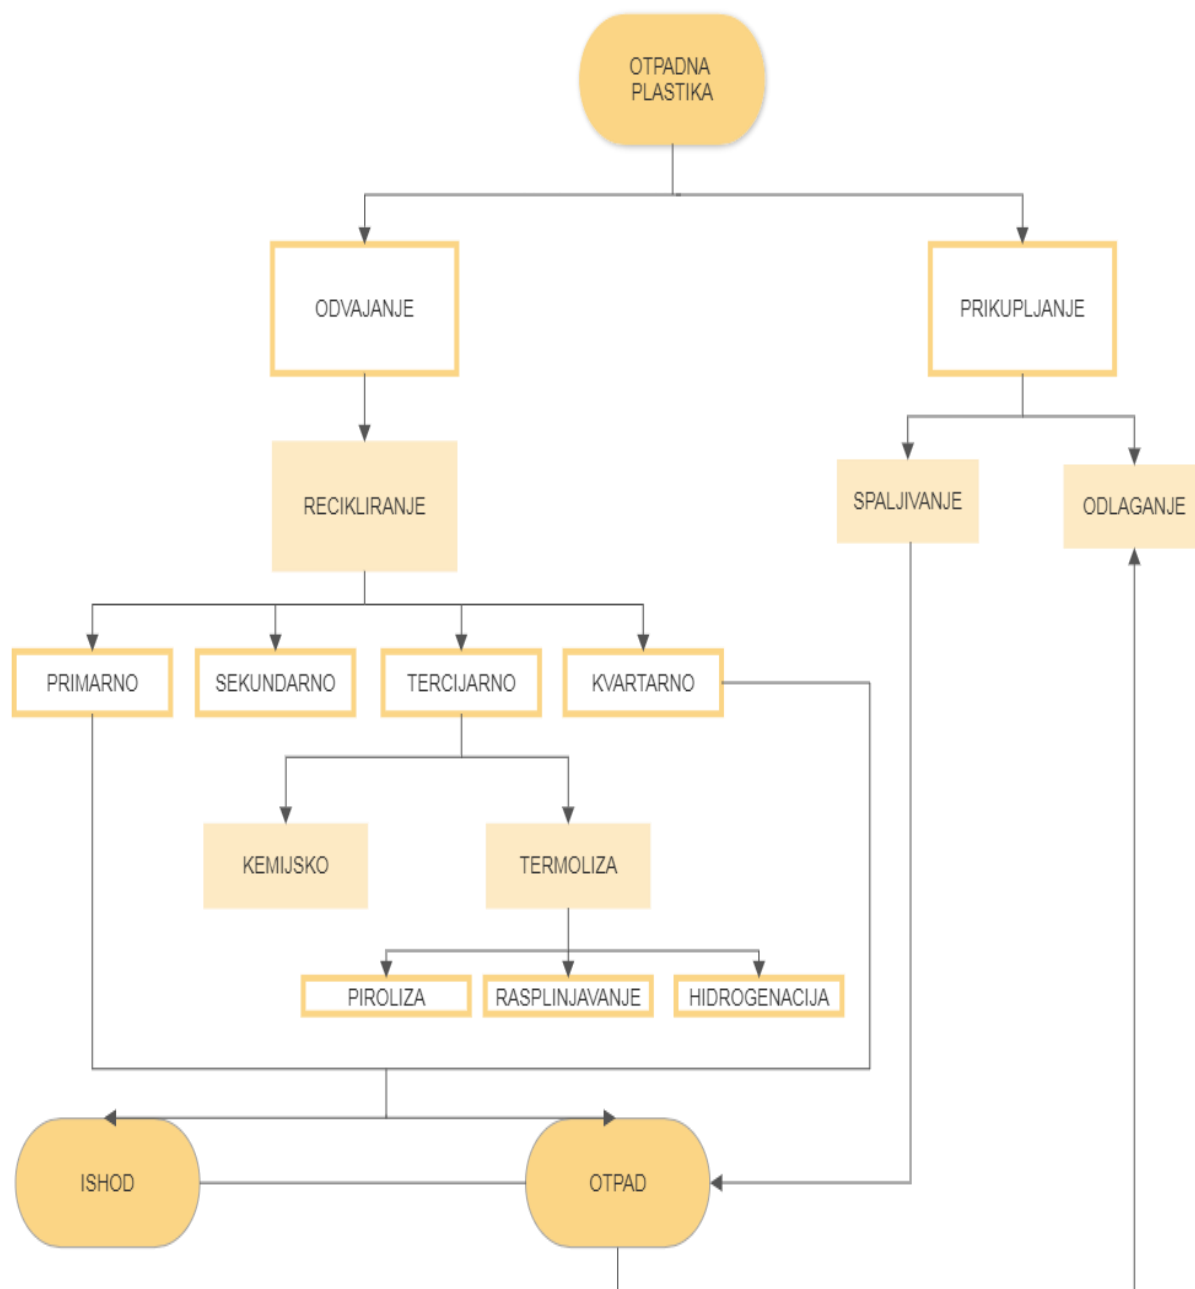 OTPADNA
PLASTIKA
ODVAJANJE
PRIKUPLJANJE
RECIKLIRANJE
SPALJIVANJE
ODLAGANJE
PRIMARNO
SEKUNDARNO
TERCIJARNO
KVARTARNO
KEMIJSKO
TERMOLIZA
PIROLIZA
RASPLINJAVANJE
HIDROGENACIJA
ISHOD
OTPAD